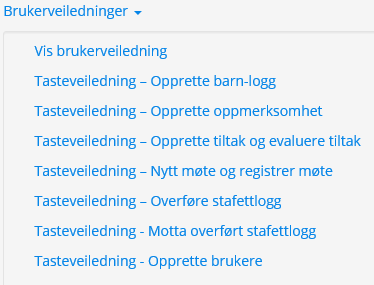 Brukerveiledninger
Vis brukerveiledning
Tasteveiledning – Opprette barn-logg
Tasteveiledning – Opprette oppmerksomhet
Tasteveiledning – Opprette tiltak og evaluere tiltak
Tasteveiledning – Nytt møte og registrer møte
Tasteveiledning – Overføre stafettlogg
Tasteveiledning - Motta overført stafettlogg
Tasteveiledning - Opprette brukere